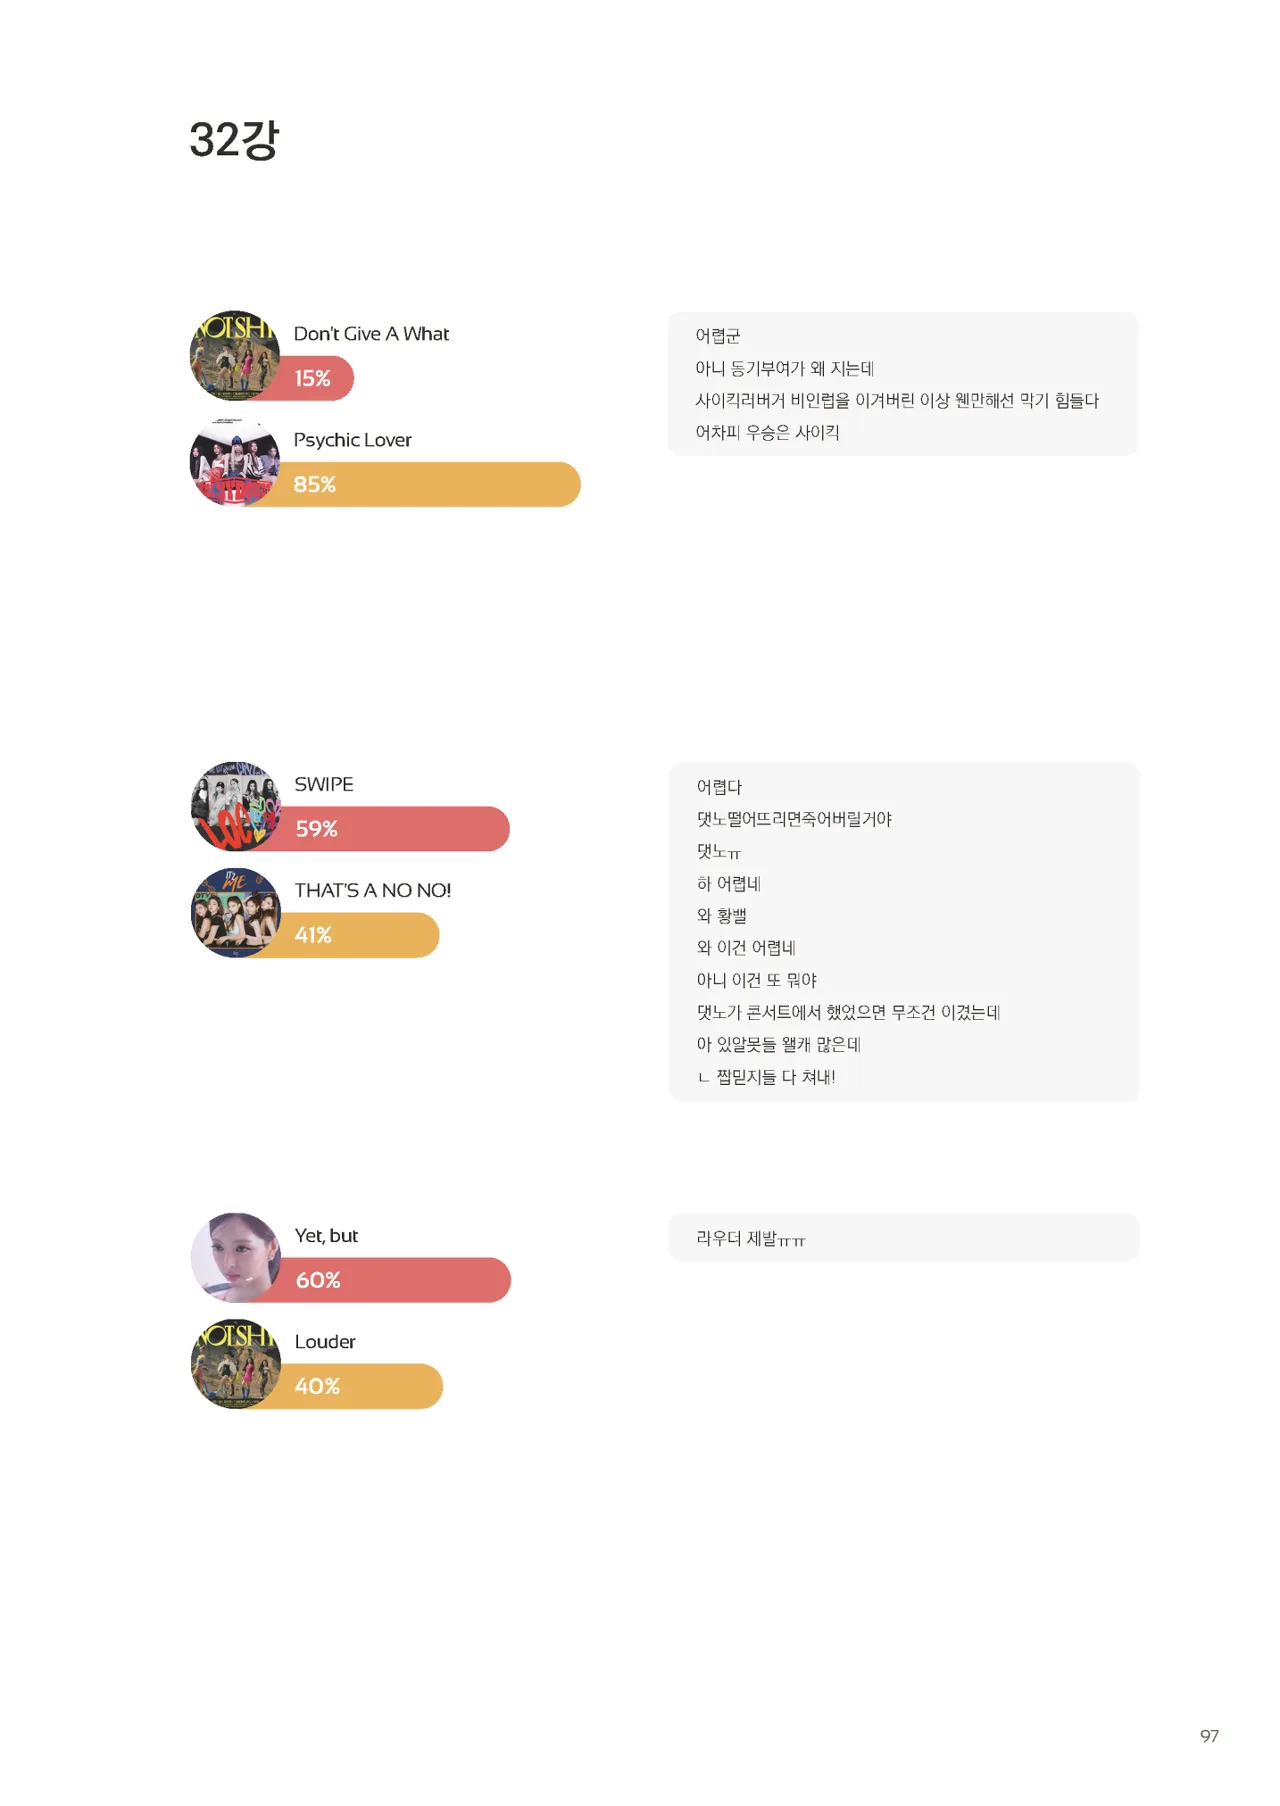 32강
NOT SHY
Don't Give A What
15%
Psychic Lover
85%
어렵군
아니 동기부여가 왜 지는데
사이킥러버거 비인럽을 이겨버린 이상 웬만해선 막기 힘들다
어차피 우승은 사이킥
SWIPE
59%
IT'z ME
THAT'S A NO NO!
41%
어렵다
댓노떨어뜨리면죽어버릴거야
댓노ㅠ
하 어렵네
와 황밸
와 이건 어렵네
아니 이건 또 뭐야
댓노가 콘서트에서 했었으면 무조건 이겼는데
아 있알못들 왤캐 많은데
ㄴ 짭믿지들 다 쳐내!
Yet, but
60%
NOT SHY
Louder
40%
라우더 제발ㅠㅠ
97